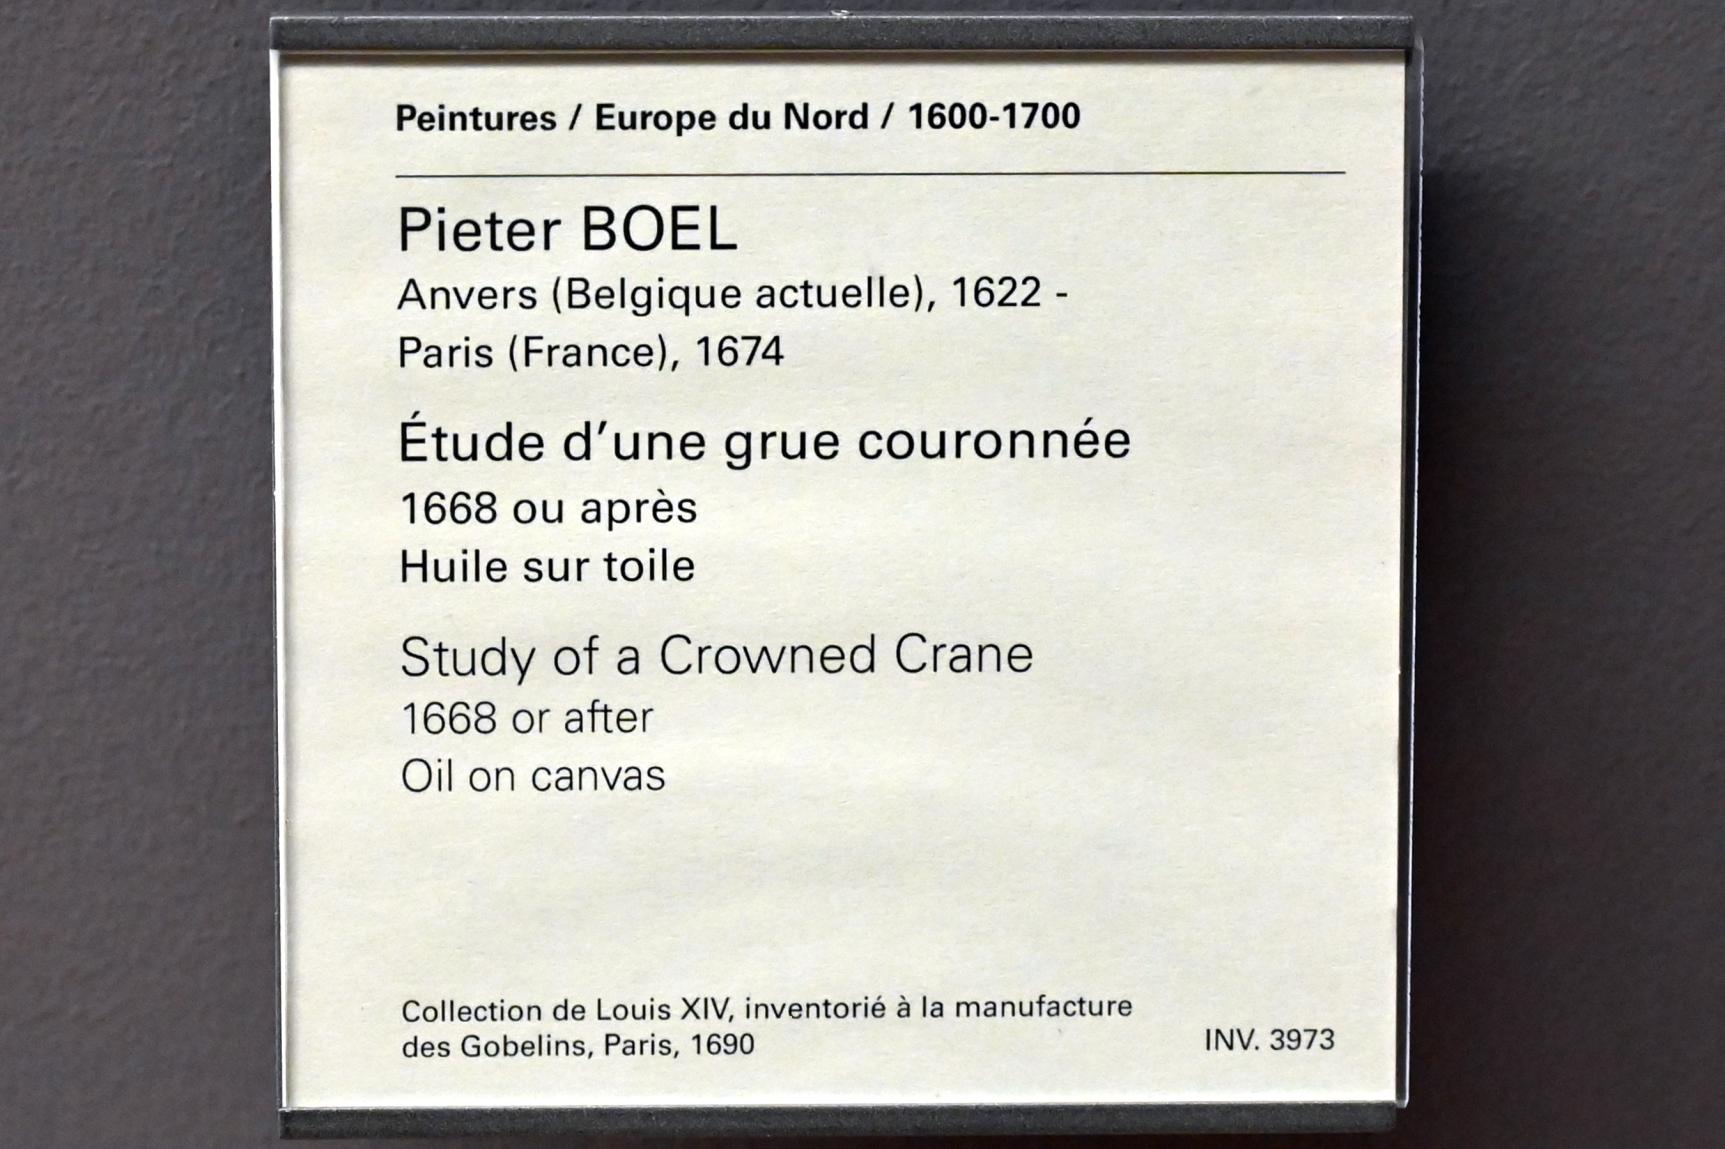 Peintures / Europe du Nord / 1600-1700
Pieter BOEL
Anvers (Belgique actuelle), 1622 -
Paris (France), 1674
Étude d’une grue couronnée
1668 ou après
Huile sur toile
Study of a Crowned Crane
1668 or after
Oil on canvas
Collection de Louis XIV, inventorié à la manufacture
des Gobelins, Paris, 1690
INV. 3973